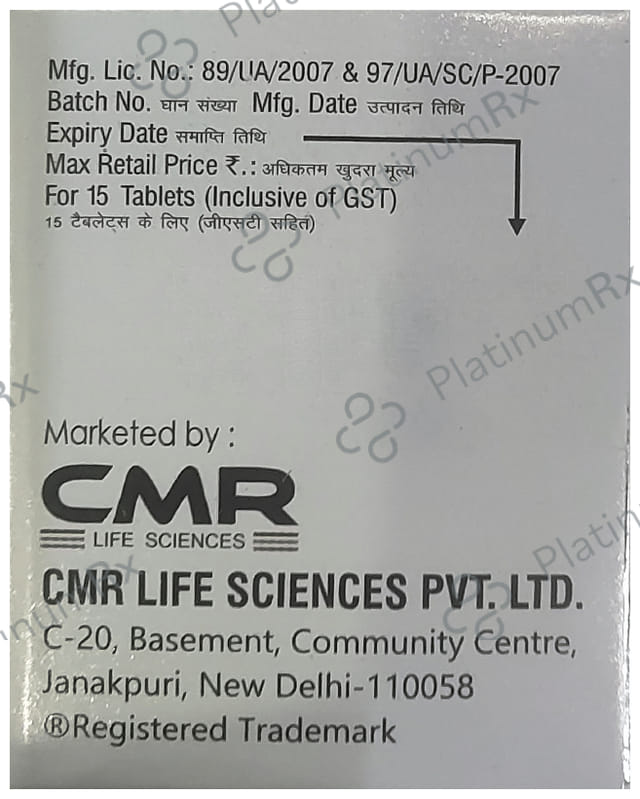 Mfg. Lic. No.: 89/UA/2007 & 97/UA/SC/P-2007
Batch No. घान संख्या Mfg. Date उत्पादन तिथि
Expiry Date समाप्ति तिथि
Max Retail Price ₹.: अधिकतम खुदरा मूल्य
For 15 Tablets (Inclusive of GST)
15 टैबलेट्स के लिए (जीएसटी सहित)
PlatinumRx
PlatinumRx
Marketed by :
CMR
LIFE SCIENCES
CMR LIFE SCIENCES PVT. LTD.
C-20, Basement, Community Centre,
Janakpuri, New Delhi-110058
®Registered Trademark